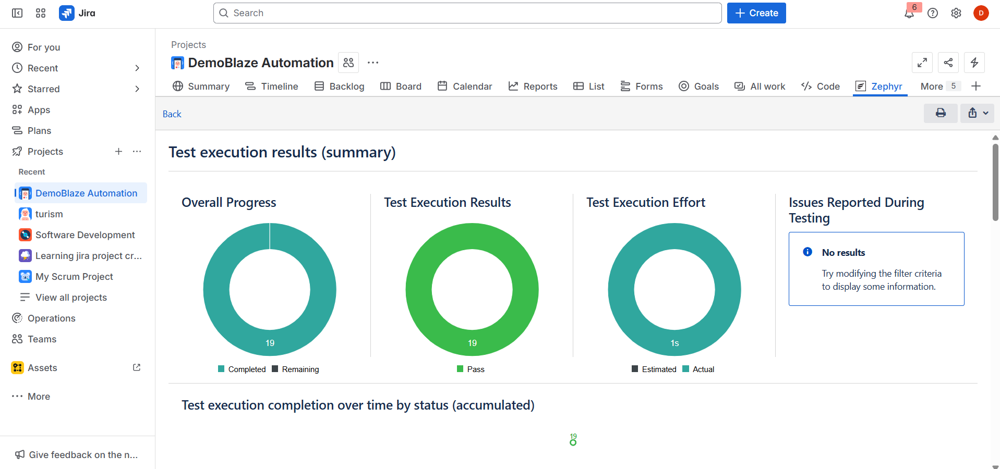 Jira
Search
Create
6
D
For you
Recent
Starred
Apps
Plans
Projects
Recent
DemoBlaze Automation
turism
Software Development
Learning jira project cr...
My Scrum Project
View all projects
Operations
Teams
Assets
More
Give feedback on the n...
Projects
DemoBlaze Automation
Summary
Timeline
Backlog
Board
Calendar
Reports
List
Forms
Goals
All work
Code
Zephyr
More 5
Back
Test execution results (summary)
Overall Progress
19
Completed Remaining
Test Execution Results
19
Pass
Test Execution Effort
1s
Estimated Actual
Issues Reported During
Testing
No results
Try modifying the filter criteria
to display some information.
Test execution completion over time by status (accumulated)
19